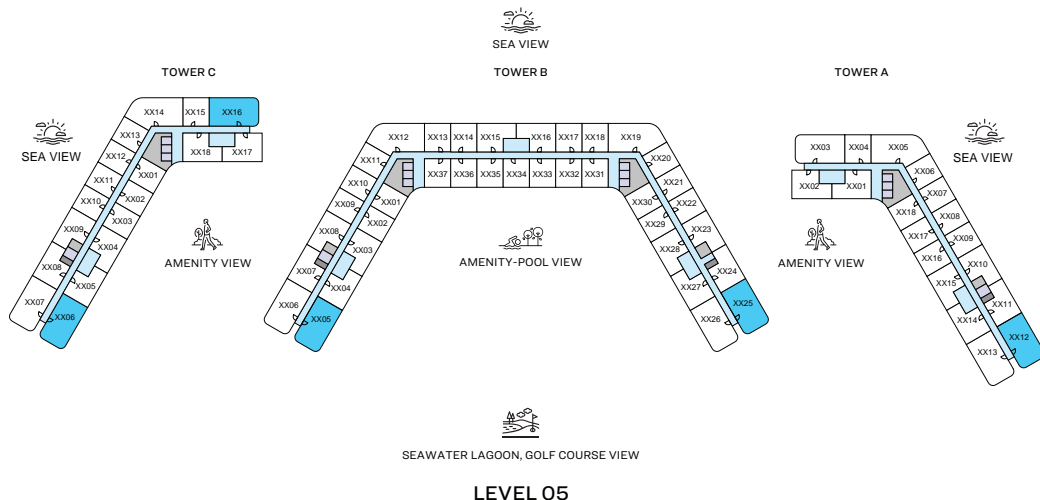 SEA VIEW
TOWER C
TOWER B
TOWER A
SEA VIEW
SEA VIEW
XX14
XX15
XX16
XX13
XX18
XX17
XX12
XX01
XX11
XX02
XX10
XX03
XX09
XX04
XX08
XX05
XX07
XX06
AMENITY VIEW
XX12
XX13
XX14
XX15
XX16
XX17
XX18
XX19
XX11
XX37
XX36
XX35
XX34
XX33
XX32
XX31
XX20
XX10
XX01
XX30
XX21
XX09
XX29
XX22
XX08
XX03
XX28
XX23
XX07
XX04
XX27
XX24
XX06
XX05
XX26
XX25
AMENITY-POOL VIEW
XX03
XX04
XX05
XX02
XX01
XX06
XX07
XX18
XX08
XX17
XX09
XX16
XX10
XX15
XX11
XX14
XX12
XX13
AMENITY VIEW
SEAWATER LAGOON, GOLF COURSE VIEW
LEVEL 05